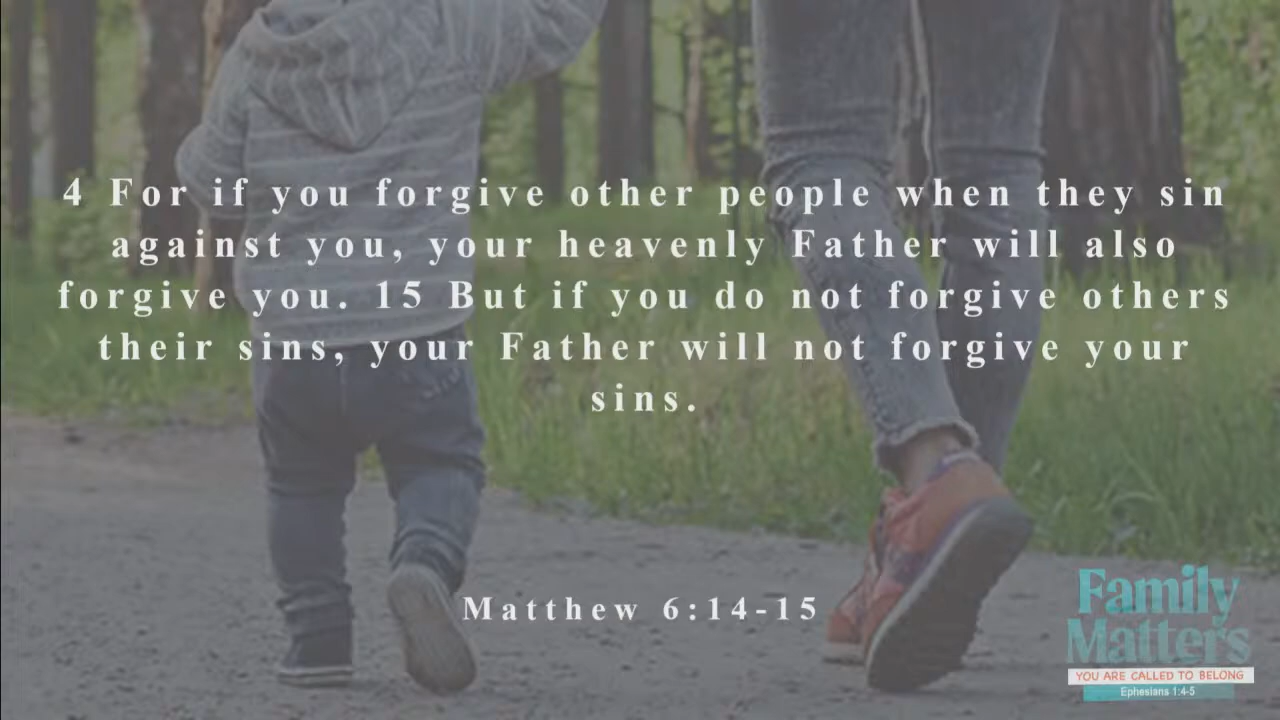 4 For if you forgive other people when they sin
against you, your heavenly Father will also
forgive you. 15 But if you do not forgive others
their sins, your Father will not forgive your
sins.
Matthew 6:14-15
Family
Matters
YOU ARE CALLED TO BELONG
Ephesians 1:4-5